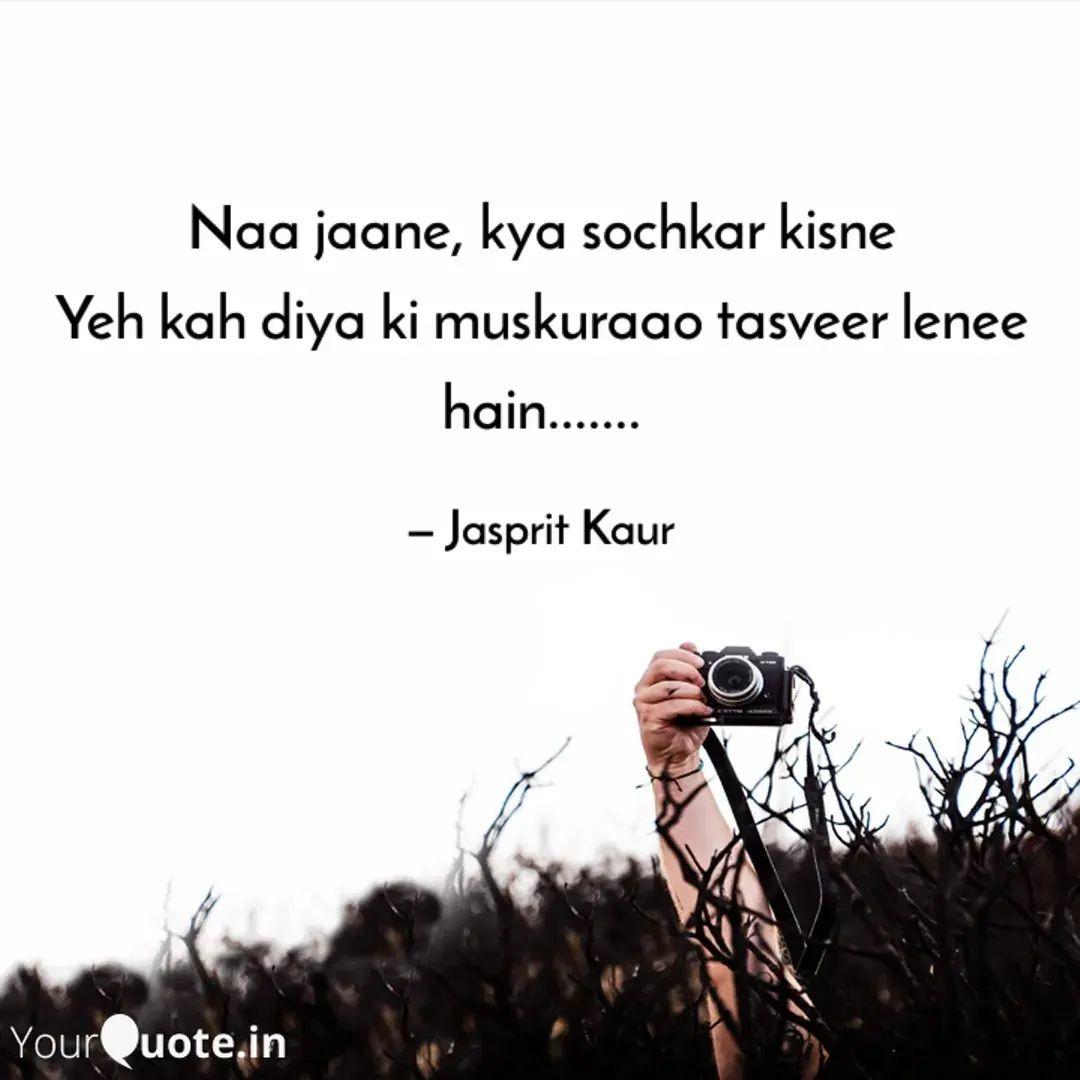 Naa jaane, kya sochkar kisne
Yeh kah diya ki muskuraao tasveer lenee
hain.......
– Jasprit Kaur
YourQuote.in